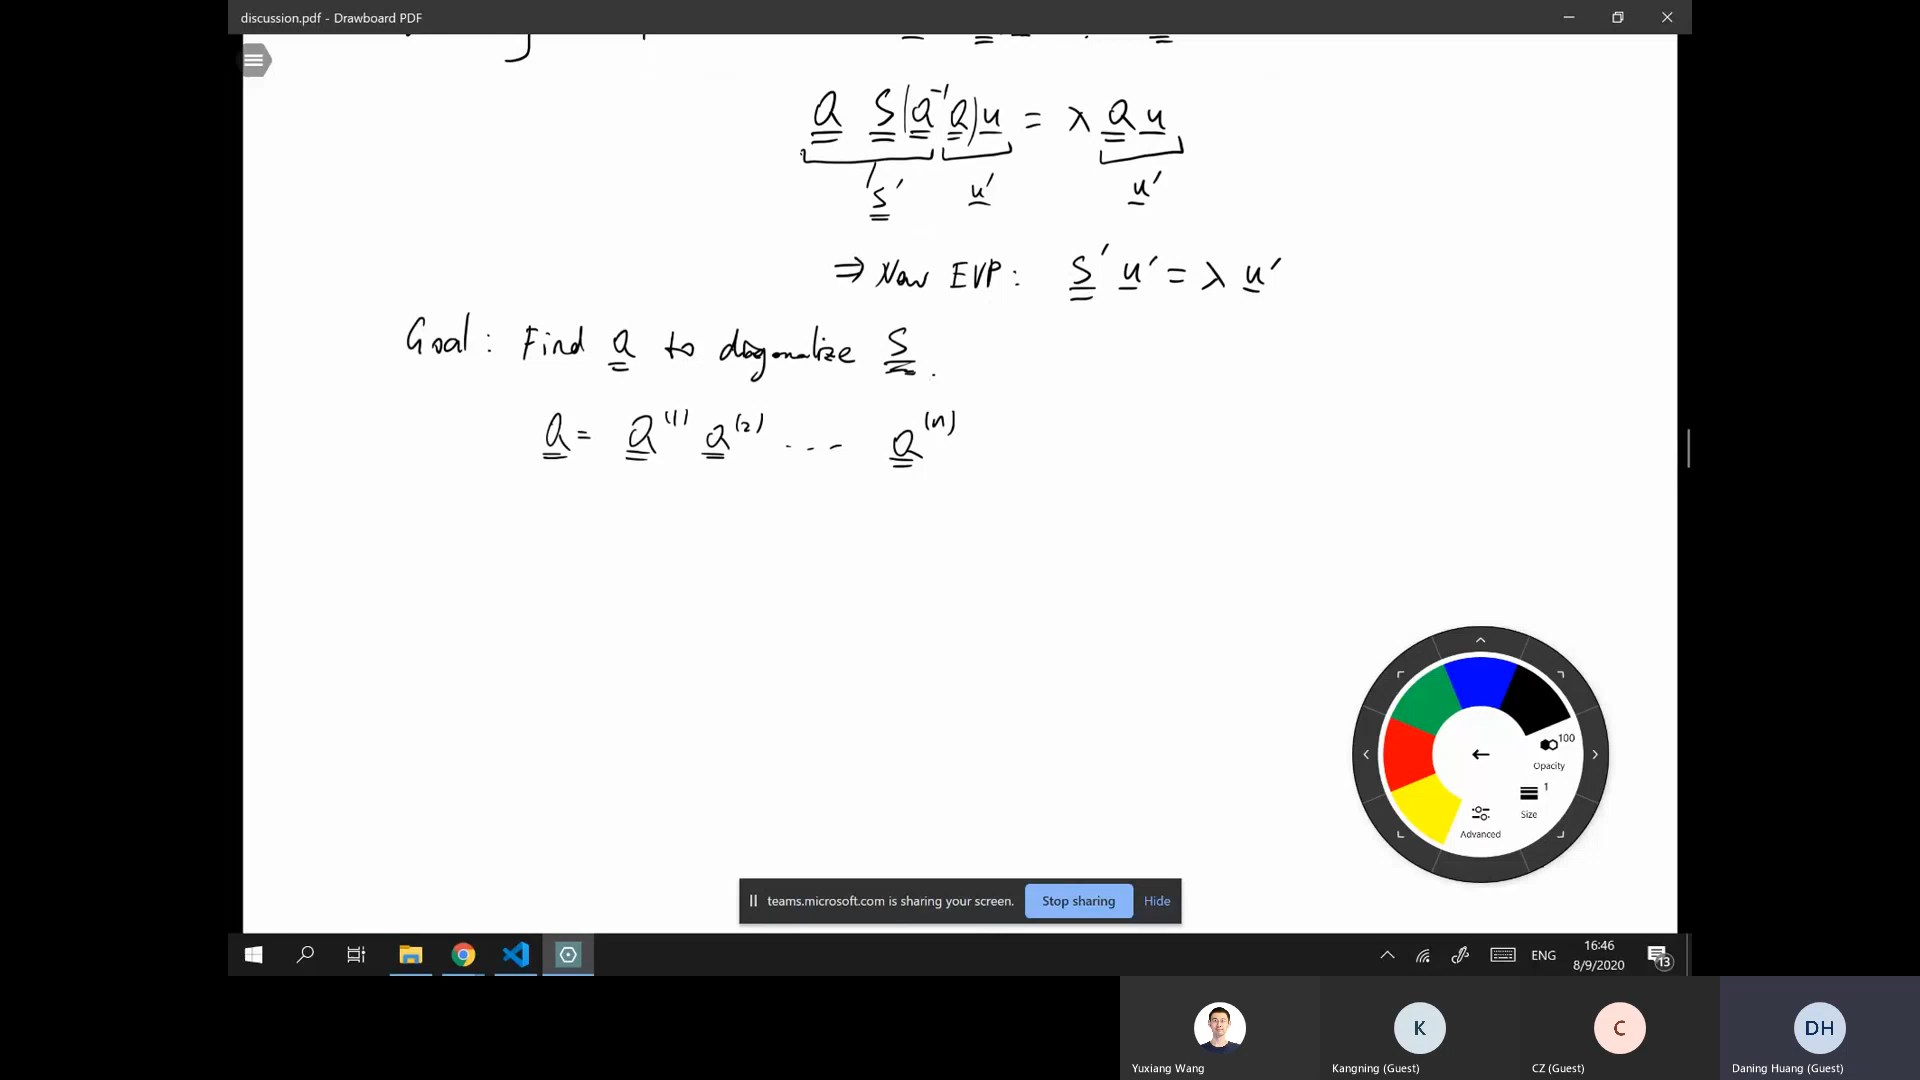 discussion.pdf - Drawboard PDF
Q S (Q⁻¹ Q) u = λ Q u
S′ u′ u′
⇒ New EVP: S′ u′ = λ u′
Goal: Find Q to diagonalize S.
Q = Q⁽¹⁾ Q⁽²⁾ ... Q⁽ⁿ⁾
100
Opacity
1
Size
Advanced
teams.microsoft.com is sharing your screen. Stop sharing Hide
ENG
16:46
8/9/2020
13
K C DH
Yuxiang Wang Kangning (Guest) CZ (Guest) Daning Huang (Guest)